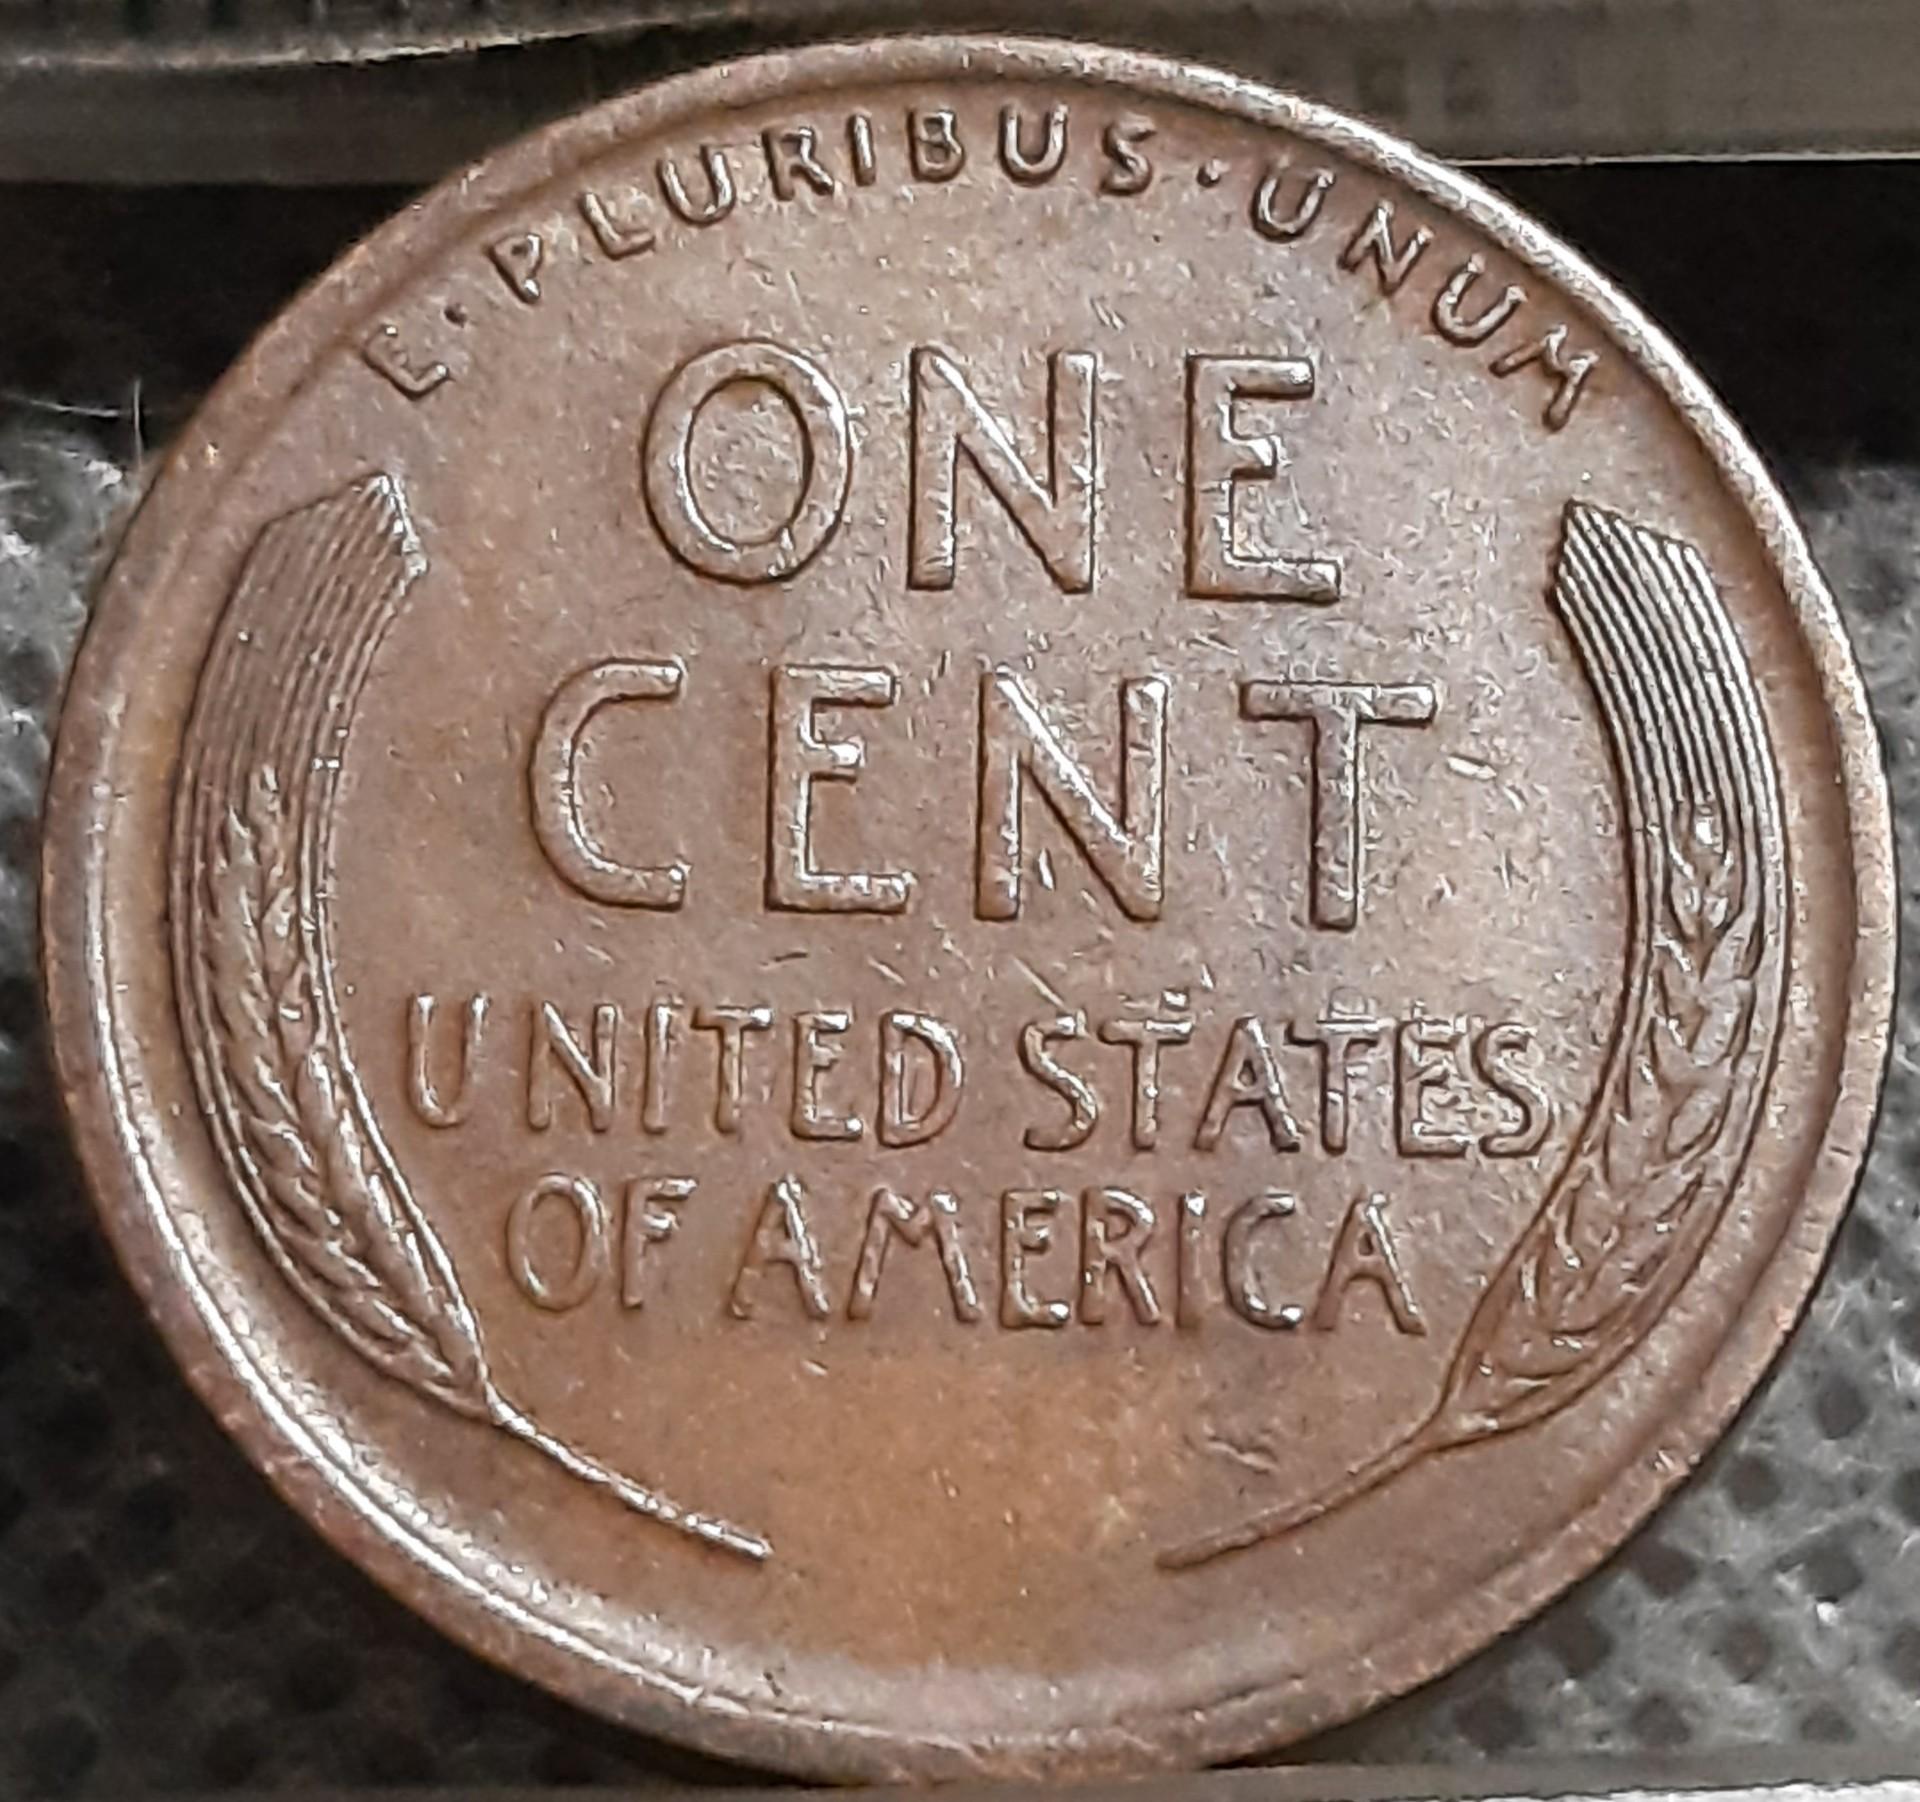 E·PLURIBUS·UNUM
ONE
CENT
UNITED STATES
OF AMERICA